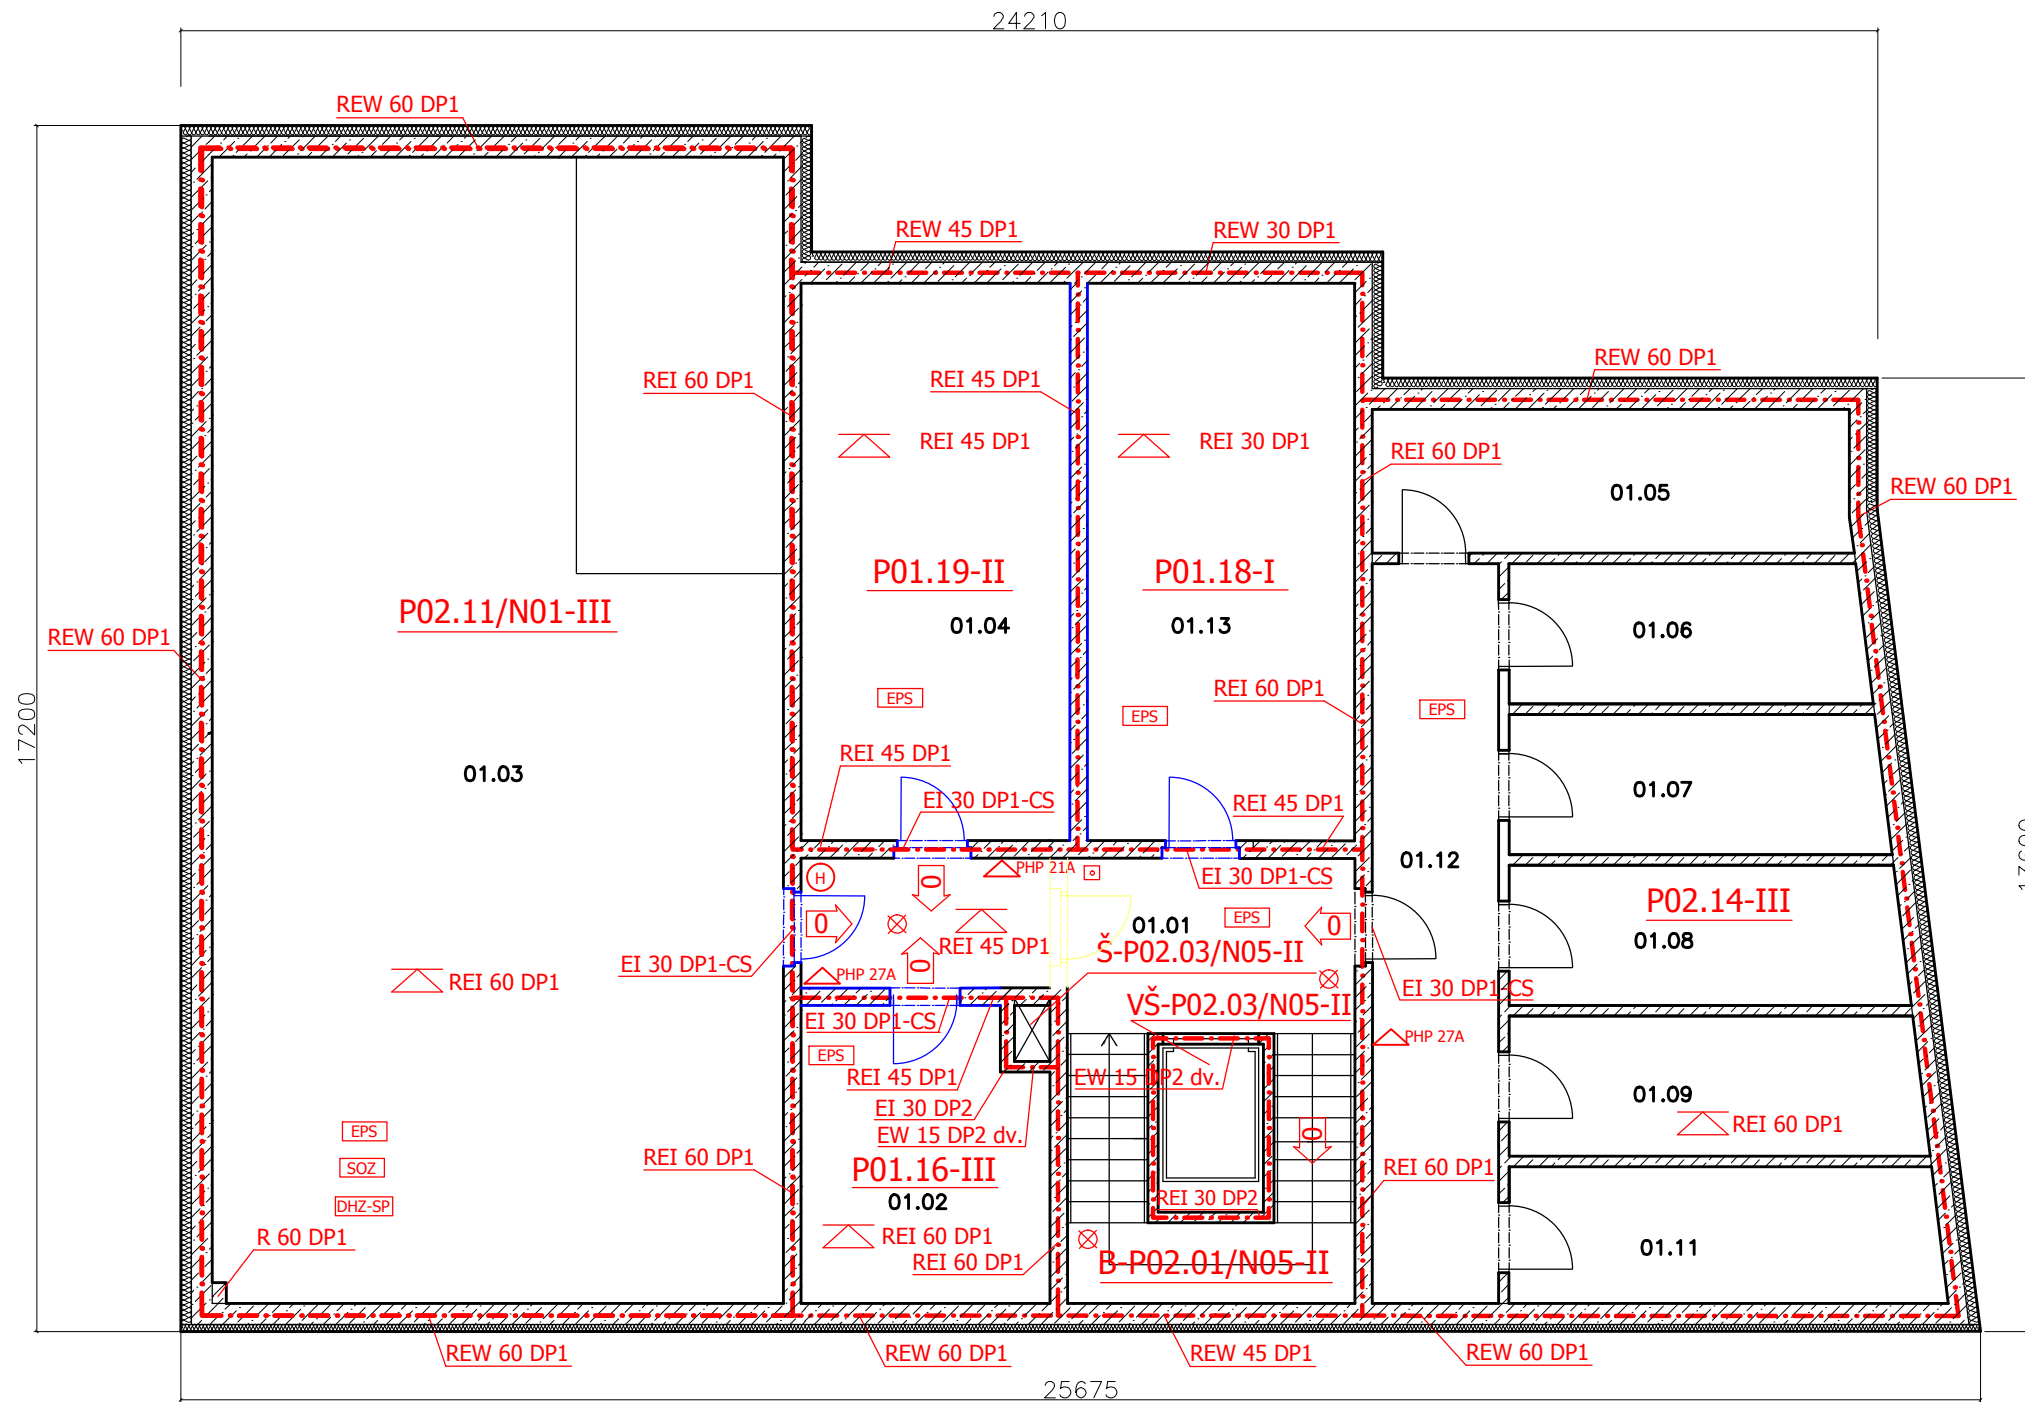 24210
REW 60 DP1
REW 45 DP1
REW 30 DP1
REW 60 DP1
REI 60 DP1
REI 45 DP1
REI 45 DP1
REI 30 DP1
REI 60 DP1
01.05
REW 60 DP1
P02.11/N01-III
P01.19-II
P01.18-I
01.04
01.13
01.06
REW 60 DP1
REI 60 DP1
EPS
EPS
EPS
17200
01.03
REI 45 DP1
EI 30 DP1-CS
REI 45 DP1
01.07
H
PHP 21A
EI 30 DP1-CS
01.12
0
0
0
0
01.01
EPS
P02.14-III
01.08
REI 45 DP1
Š-P02.03/N05-II
EI 30 DP1-CS
PHP 27A
REI 60 DP1
EI 30 DP1-CS
VŠ-P02.03/N05-II
EI 30 DP1-CS
PHP 27A
EPS
REI 45 DP1
EW 15 DP2 dv.
01.09
EI 30 DP2
EW 15 DP2 dv.
0
REI 60 DP1
EPS
SOZ
DHZ-SP
REI 60 DP1
P01.16-III
01.02
REI 60 DP1
REI 30 DP2
R 60 DP1
REI 60 DP1
REI 60 DP1
B-P02.01/N05-II
01.11
REW 60 DP1
REW 60 DP1
REW 45 DP1
REW 60 DP1
25675